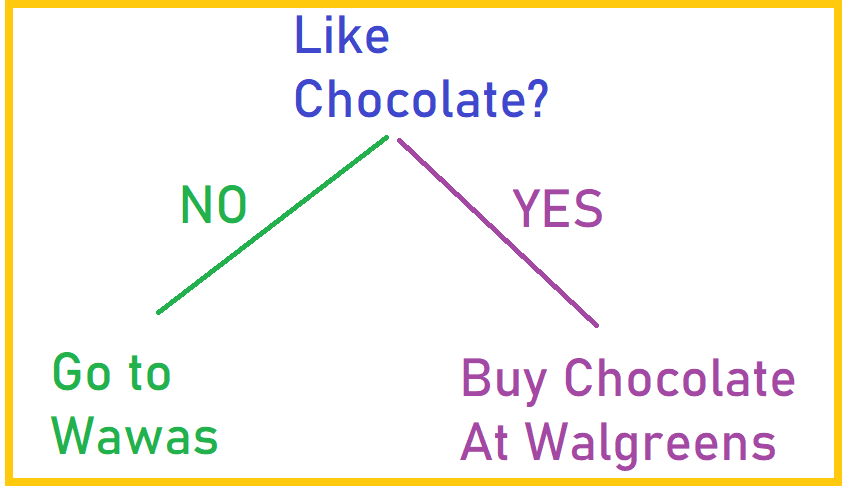 Like
Chocolate?
NO
YES
Go to
Wawas
Buy Chocolate
At Walgreens